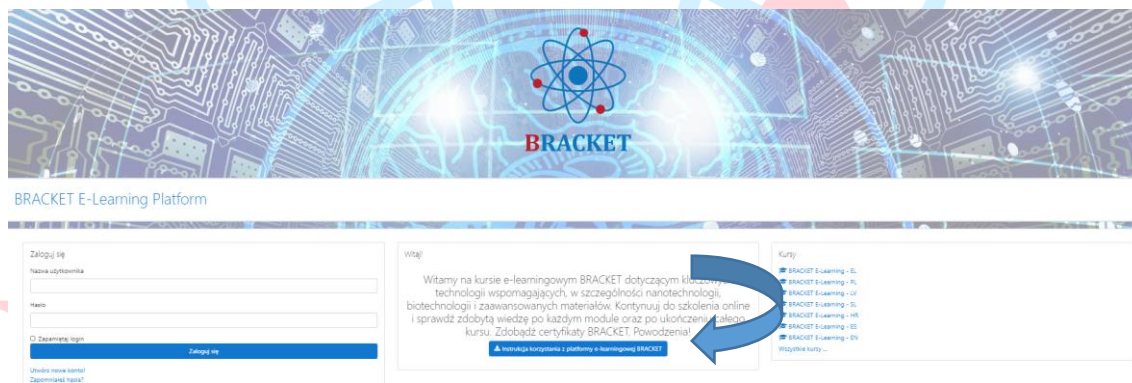 BRACKET
BRACKET E-Learning Platform
Zaloguj się
Nazwa użytkownika
Hasło
Zapamiętaj login
Zaloguj się
Utwórz nowe konto!
Zapomniałeś hasła?
Witaj!
Witamy na kursie e-learningowym BRACKET dotyczącym
technologii wspomagających, w szczególności nanotechnologii,
biotechnologii i zaawansowanych materiałów. Kontynuuj do szkolenia online
i sprawdź zdobytą wiedzę po każdym module oraz po ukończeniu całego
kursu. Zdobądź certyfikaty BRACKET. Powodzenia!
Instrukcja korzystania z platformy e-learningowej BRACKET
Kursy
BRACKET E-Learning - EL
BRACKET E-Learning - PL
BRACKET E-Learning - LV
BRACKET E-Learning - SL
BRACKET E-Learning - HR
BRACKET E-Learning - ES
BRACKET E-Learning - EN
Wszystkie kursy ...